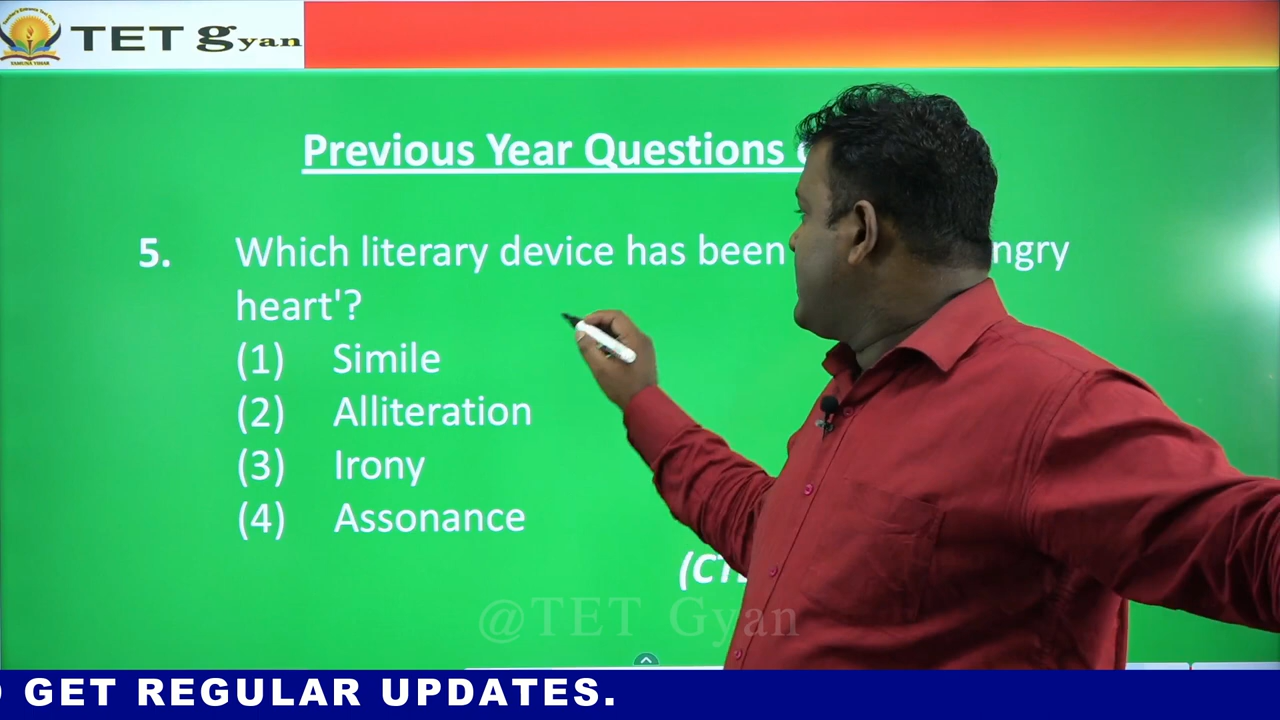 TET Gyan
Previous Year Questions
5. Which literary device has been ngry
heart'?
(1) Simile
(2) Alliteration
(3) Irony
(4) Assonance
(CT
@TET Gyan
GET REGULAR UPDATES.